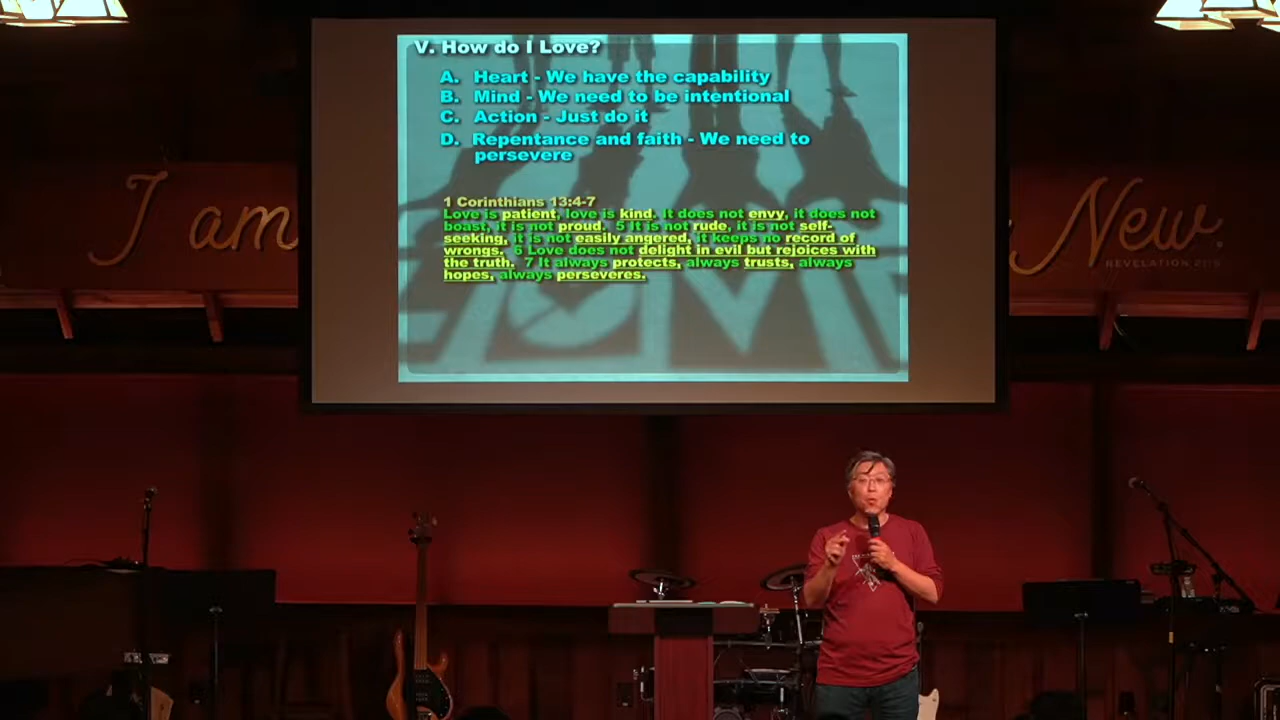 V. How do I Love?
A. Heart - We have the capability
B. Mind - We need to be intentional
C. Action - Just do it
D. Repentance and faith - We need to
persevere
1 Corinthians 13:4-7
Love is patient, love is kind. It does not envy, it does not
boast, it is not proud. 5 It is not rude, it is not self-
seeking, it is not easily angered, it keeps no record of
wrongs. 6 Love does not delight in evil but rejoices with
the truth. 7 It always protects, always trusts, always
hopes, always perseveres.
I am
New.
REVELATION